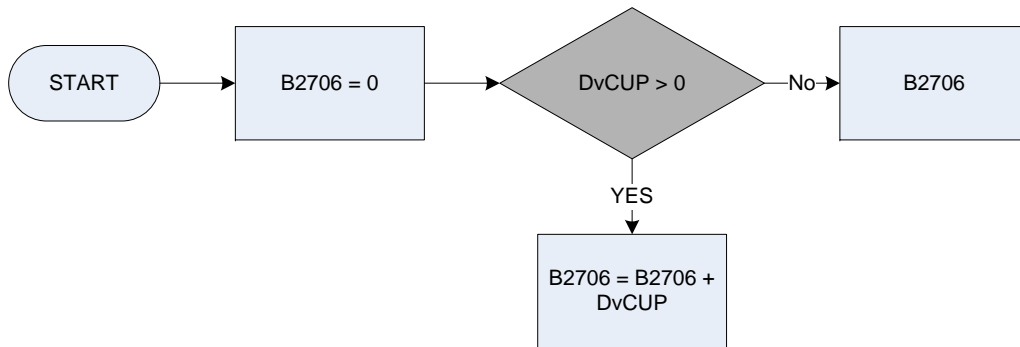 START
B2706 = 0
DvCUP > 0
No
B2706
YES
B2706 = B2706 +
DvCUP